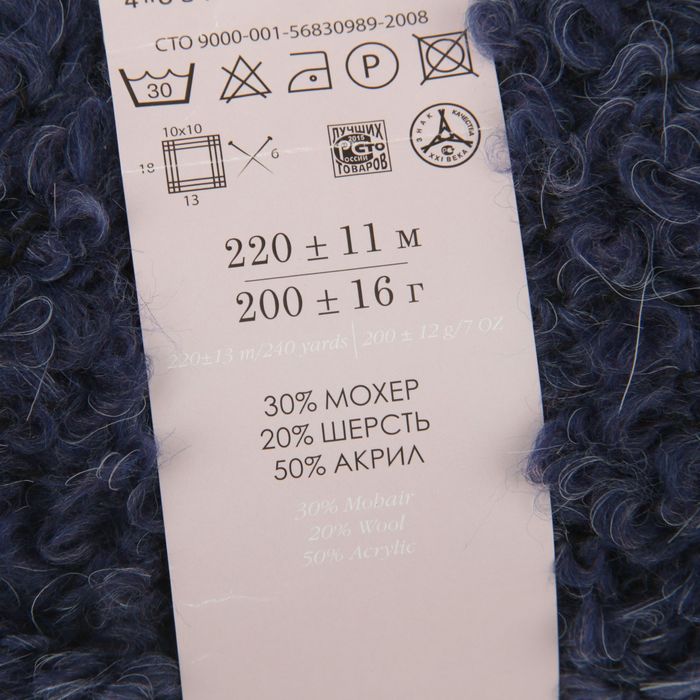 СТО 9000-001-56830989-2008
30
P
10x10
18
6
13
ЛУЧШИХ
2015
СТО
РОССИИ
ТОВАРОВ
ЗНАК КАЧЕСТВА
XXI ВЕКА
220 ± 11 м
200 ± 16 г
220±13 m/240 yards | 200 ± 12 g/7 OZ
30% МОХЕР
20% ШЕРСТЬ
50% АКРИЛ
30% Mohair
20% Wool
50% Acrylic